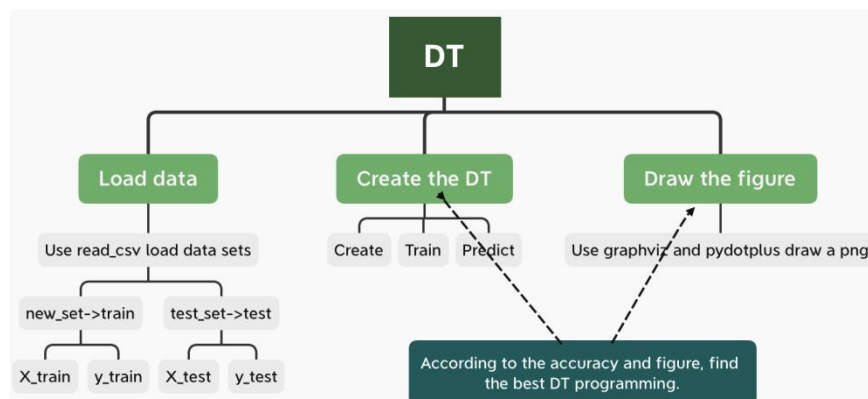 DT
Load data
Create the DT
Draw the figure
Use read_csv load data sets
Create
Train
Predict
Use graphviz and pydotplus draw a png
new_set->train
test_set->test
X_train
y_train
X_test
y_test
According to the accuracy and figure, find
the best DT programming.